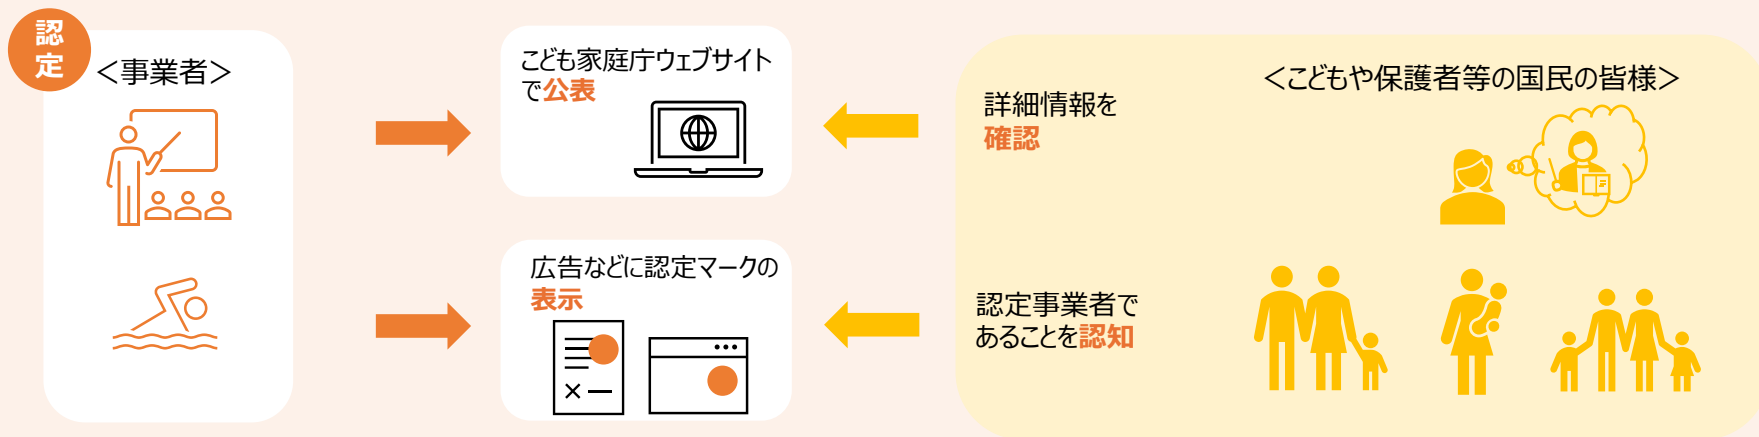 認
定
＜事業者＞
こども家庭庁ウェブサイト
で公表
広告などに認定マークの
表示
詳細情報を
確認
認定事業者で
あることを認知
＜こどもや保護者等の国民の皆様＞